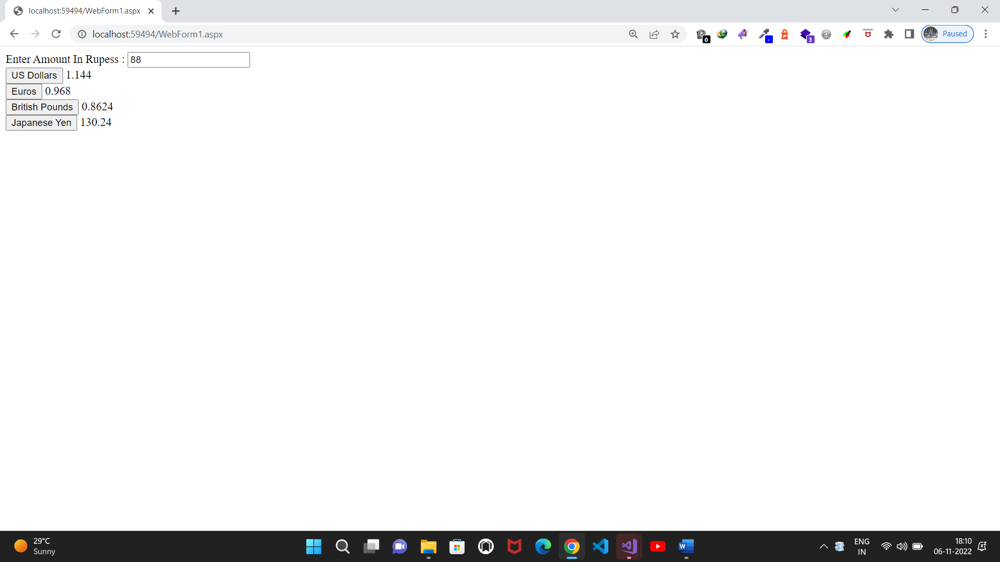 localhost:59494/WebForm1.aspx
localhost:59494/WebForm1.aspx
0
3
Paused
Enter Amount In Rupess : 88
US Dollars 1.144
Euros 0.968
British Pounds 0.8624
Japanese Yen 130.24
29°C
Sunny
W
ENG
IN
18:10
06-11-2022